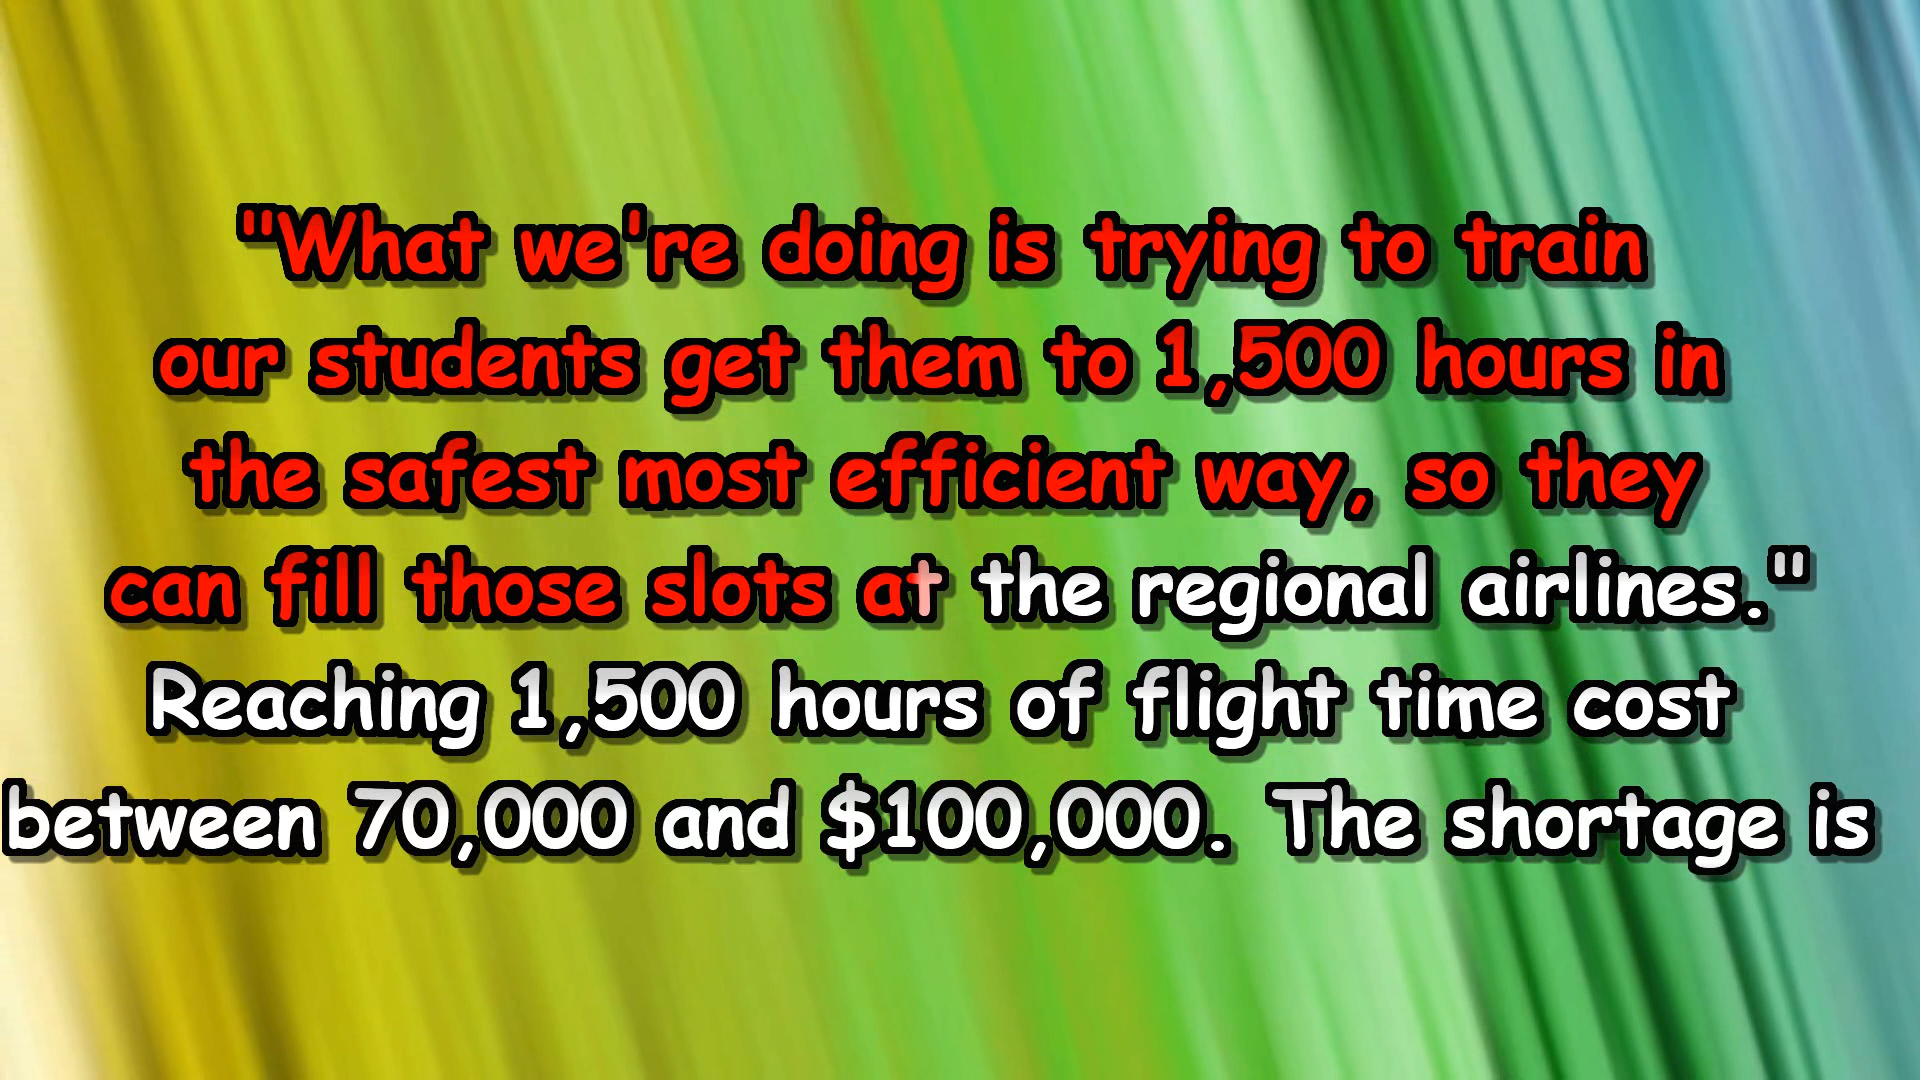 "What we're doing is trying to train
our students get them to 1,500 hours in
the safest most efficient way, so they
can fill those slots at the regional airlines."
Reaching 1,500 hours of flight time cost
between 70,000 and $100,000. The shortage is